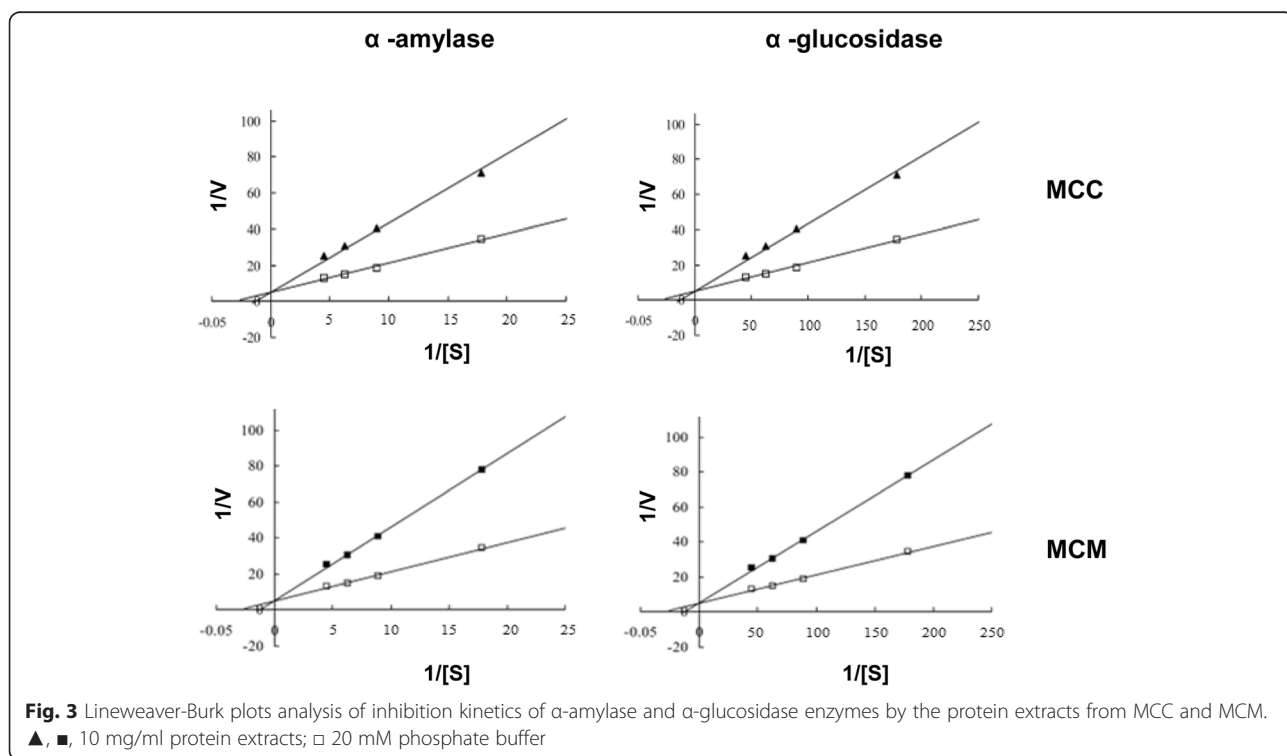 α -amylase α -glucosidase
100 100
80 80
60 60
1/V 1/V MCC
40 40
20 20
0 0
-0.05 0 5 10 15 20 25 -0.05 0 50 100 150 200 250
-20 -20
1/[S] 1/[S]
100 100
80 80
60 60
1/V 1/V
40 40 MCM
20 20
0 0
-0.05 0 5 10 15 20 25 -0.05 0 50 100 150 200 250
-20 -20
1/[S] 1/[S]
Fig. 3 Lineweaver-Burk plots analysis of inhibition kinetics of α-amylase and α-glucosidase enzymes by the protein extracts from MCC and MCM.
▲, ■, 10 mg/ml protein extracts; □ 20 mM phosphate buffer